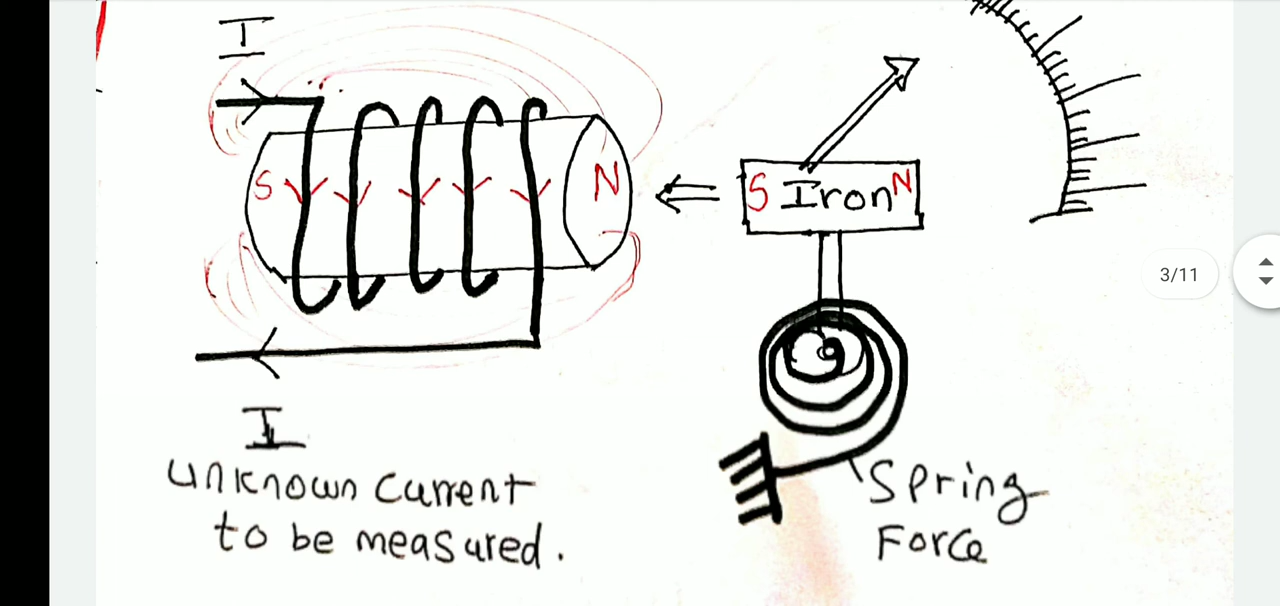 I
S
N
S Iron N
3/11
I
unknown current
to be measured.
Spring
Force